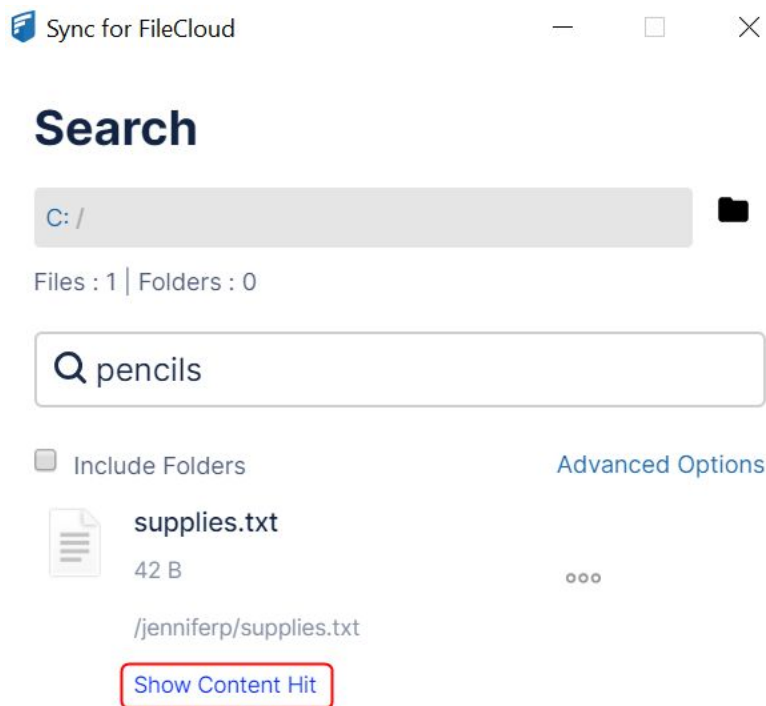 Sync for FileCloud
Search
C: /
Files : 1 | Folders : 0
pencils
Include Folders Advanced Options
supplies.txt
42 B
/jenniferp/supplies.txt
Show Content Hit